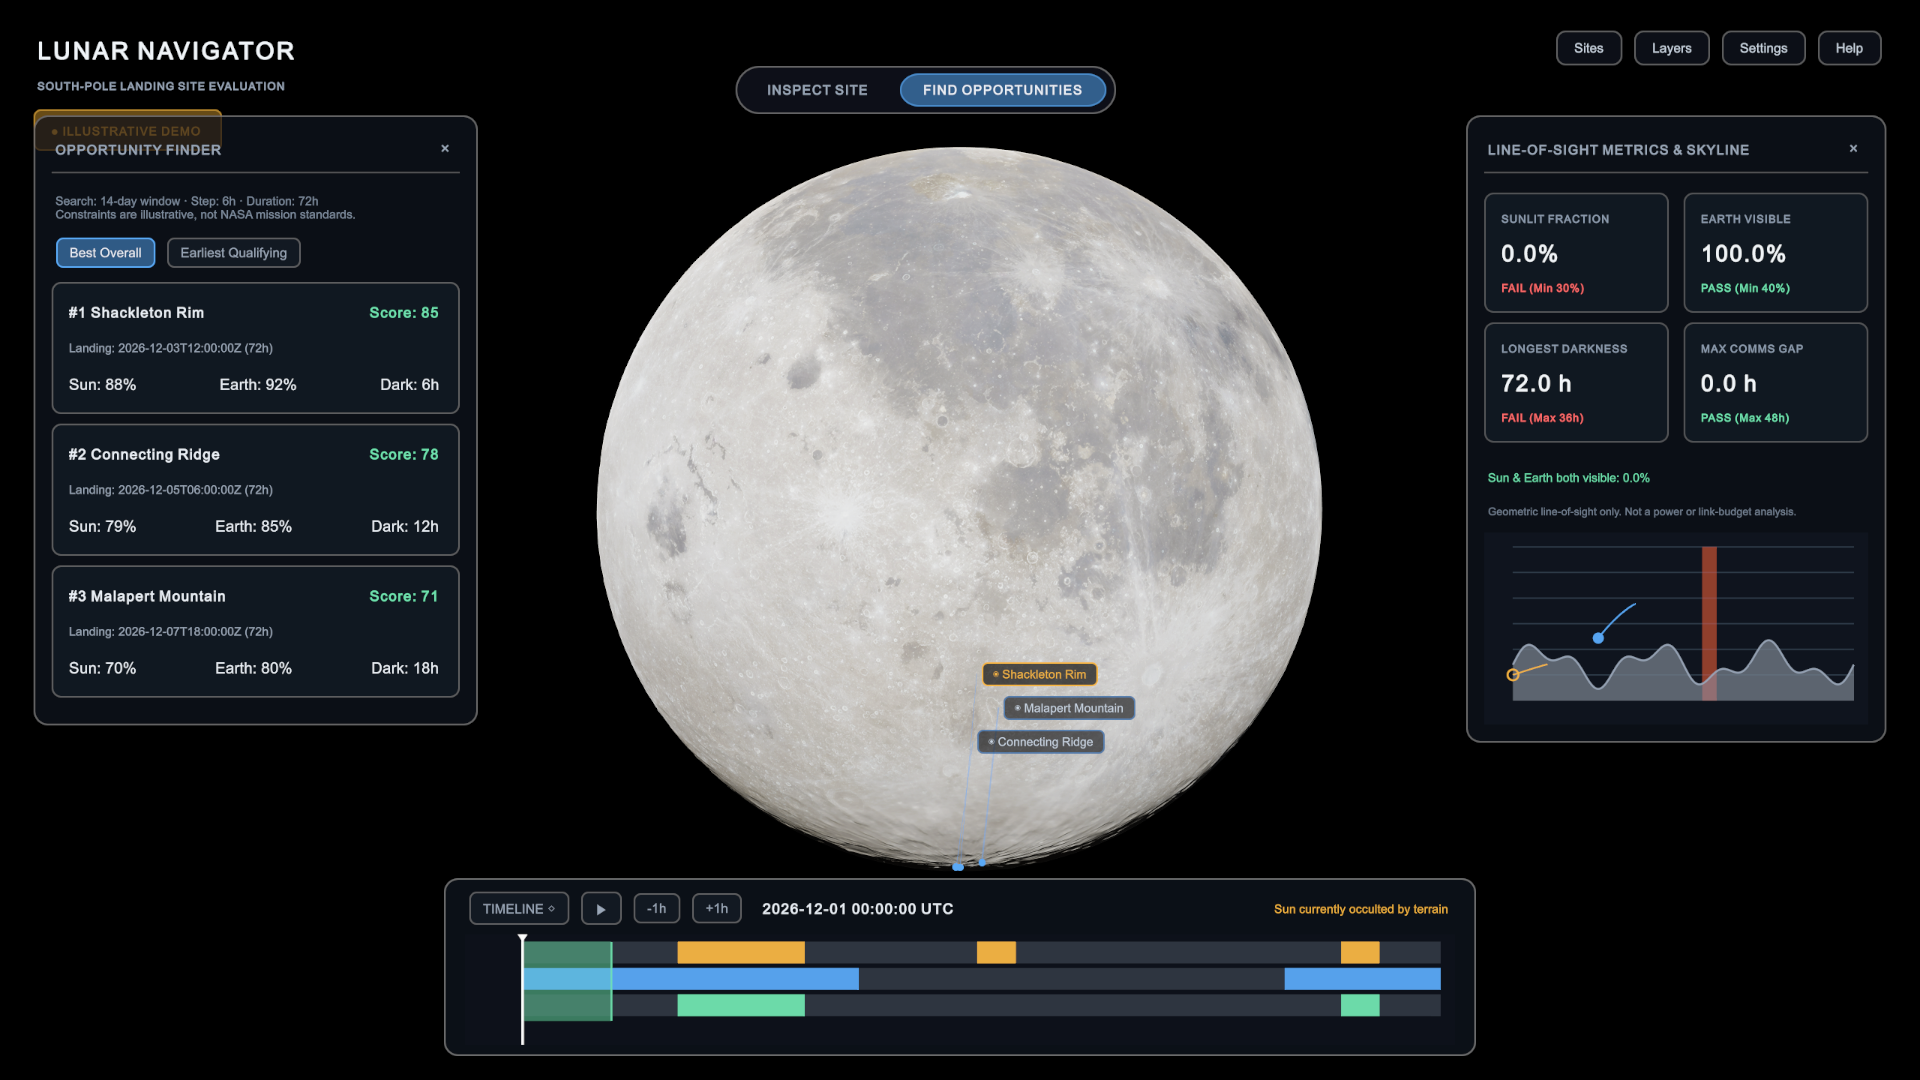 LUNAR NAVIGATOR
SOUTH-POLE LANDING SITE EVALUATION
INSPECT SITE
FIND OPPORTUNITIES
Sites
Layers
Settings
Help
ILLUSTRATIVE DEMO
OPPORTUNITY FINDER
×
Search: 14-day window · Step: 6h · Duration: 72h
Constraints are illustrative, not NASA mission standards.
Best Overall
Earliest Qualifying
#1 Shackleton Rim
Score: 85
Landing: 2026-12-03T12:00:00Z (72h)
Sun: 88%
Earth: 92%
Dark: 6h
#2 Connecting Ridge
Score: 78
Landing: 2026-12-05T06:00:00Z (72h)
Sun: 79%
Earth: 85%
Dark: 12h
#3 Malapert Mountain
Score: 71
Landing: 2026-12-07T18:00:00Z (72h)
Sun: 70%
Earth: 80%
Dark: 18h
Shackleton Rim
Malapert Mountain
Connecting Ridge
LINE-OF-SIGHT METRICS & SKYLINE
×
SUNLIT FRACTION
0.0%
FAIL (Min 30%)
EARTH VISIBLE
100.0%
PASS (Min 40%)
LONGEST DARKNESS
72.0 h
FAIL (Max 36h)
MAX COMMS GAP
0.0 h
PASS (Max 48h)
Sun & Earth both visible: 0.0%
Geometric line-of-sight only. Not a power or link-budget analysis.
TIMELINE
-1h
+1h
2026-12-01 00:00:00 UTC
Sun currently occulted by terrain